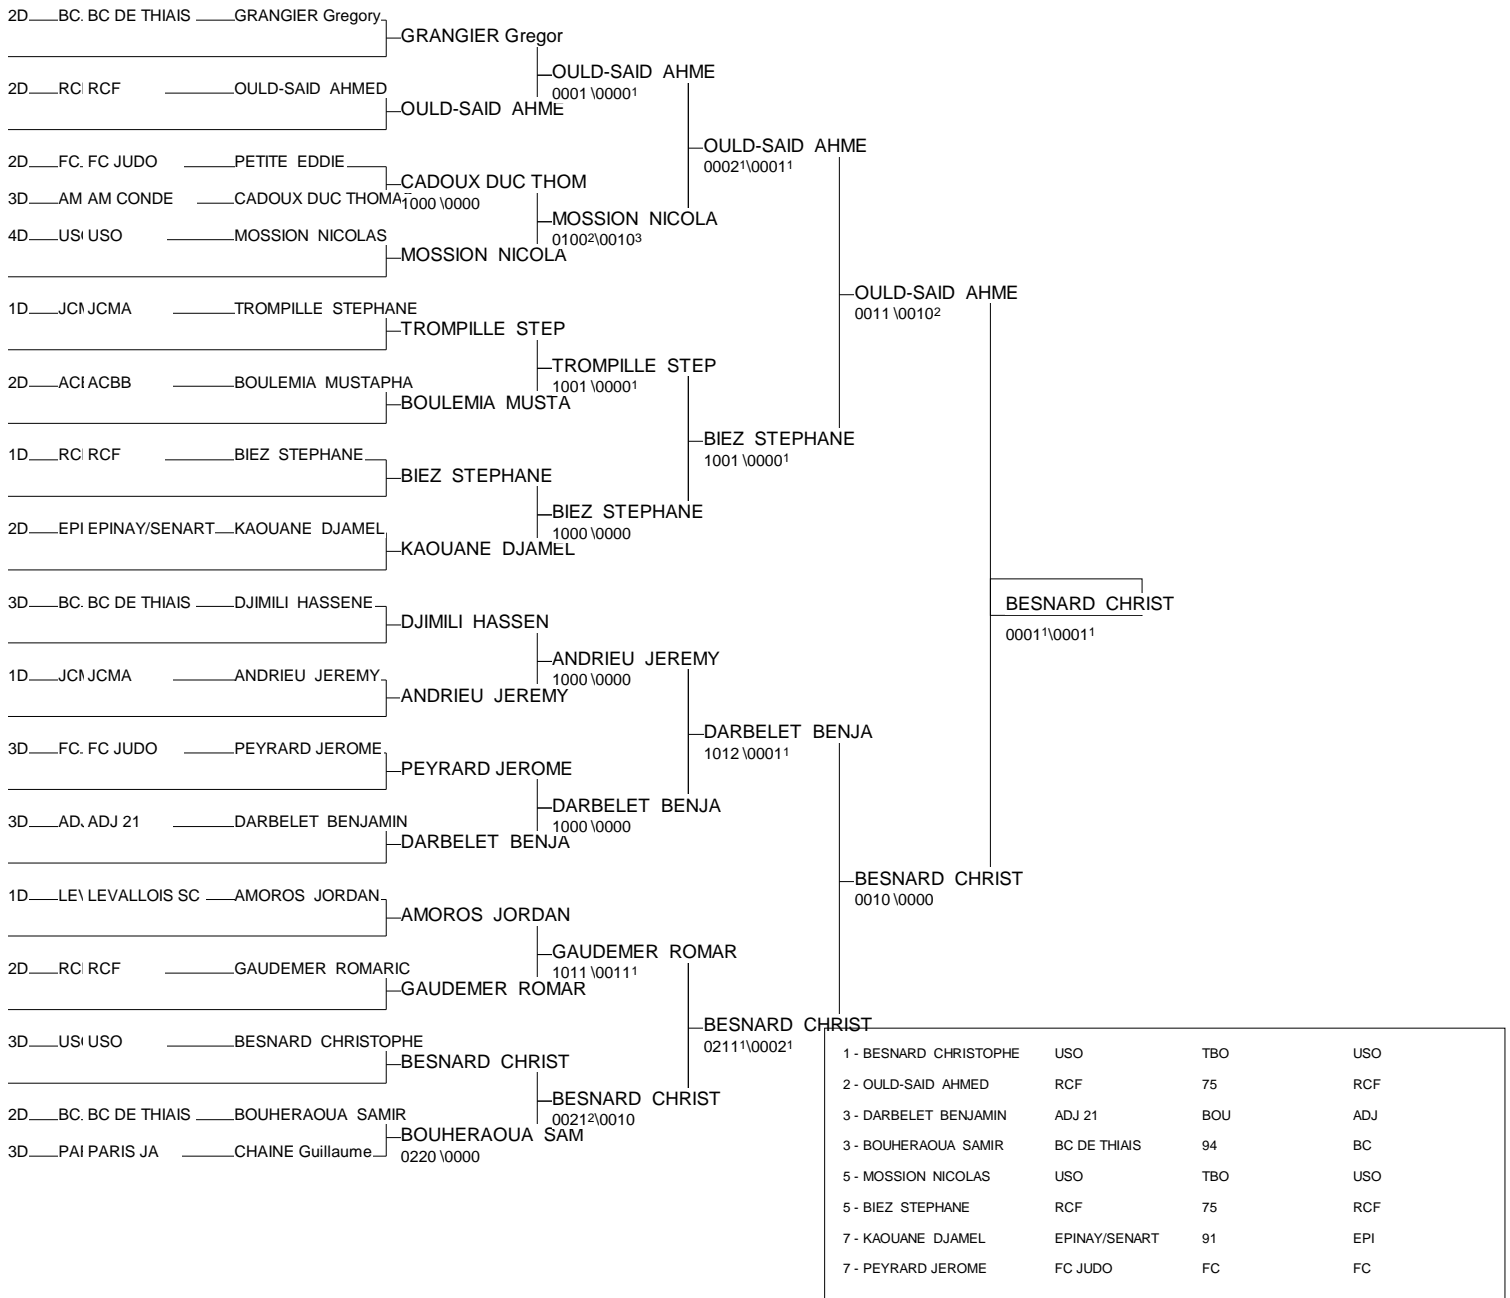 2D BC. BC DE THIAIS GRANGIER Gregory
GRANGIER Gregor
OULD-SAID AHME
0001 \0000¹
2D RCF OULD-SAID AHMED
OULD-SAID AHME
OULD-SAID AHME
0002¹\0001¹
2D FC. FC JUDO PETITE EDDIE
CADOUX DUC THOM
1000 \0000
3D AM AM CONDE CADOUX DUC THOMA
MOSSION NICOLA
0100²\0010³
4D USO MOSSION NICOLAS
MOSSION NICOLA
OULD-SAID AHME
0011 \0010²
1D JCMA TROMPILLE STEPHANE
TROMPILLE STEP
TROMPILLE STEP
1001 \0000¹
2D ACBB BOULEMIA MUSTAPHA
BOULEMIA MUSTA
BIEZ STEPHANE
1001 \0000¹
1D RCF BIEZ STEPHANE
BIEZ STEPHANE
BIEZ STEPHANE
1000 \0000
2D EPI EPINAY/SENART KAOUANE DJAMEL
KAOUANE DJAMEL
BESNARD CHRIST
0001¹\0001¹
3D BC. BC DE THIAIS DJIMILI HASSENE
DJIMILI HASSEN
ANDRIEU JEREMY
1000 \0000
1D JCMA ANDRIEU JEREMY
ANDRIEU JEREMY
DARBELET BENJA
1012 \0001¹
3D FC. FC JUDO PEYRARD JEROME
PEYRARD JEROME
DARBELET BENJA
1000 \0000
3D ADJ 21 DARBELET BENJAMIN
DARBELET BENJA
BESNARD CHRIST
0010 \0000
1D LEVALLOIS SC AMOROS JORDAN
AMOROS JORDAN
GAUDEMER ROMAR
1011 \0011¹
2D RCF GAUDEMER ROMARIC
GAUDEMER ROMAR
BESNARD CHRIST
0211¹\0002¹
3D USO BESNARD CHRISTOPHE
BESNARD CHRIST
BESNARD CHRIST
0021²\0010
2D BC. BC DE THIAIS BOUHERAOUA SAMIR
BOUHERAOUA SAM
0220 \0000
3D PARIS JA CHAINE Guillaume
1 - BESNARD CHRISTOPHE USO TBO USO
2 - OULD-SAID AHMED RCF 75 RCF
3 - DARBELET BENJAMIN ADJ 21 BOU ADJ
3 - BOUHERAOUA SAMIR BC DE THIAIS 94 BC
5 - MOSSION NICOLAS USO TBO USO
5 - BIEZ STEPHANE RCF 75 RCF
7 - KAOUANE DJAMEL EPINAY/SENART 91 EPI
7 - PEYRARD JEROME FC JUDO FC FC